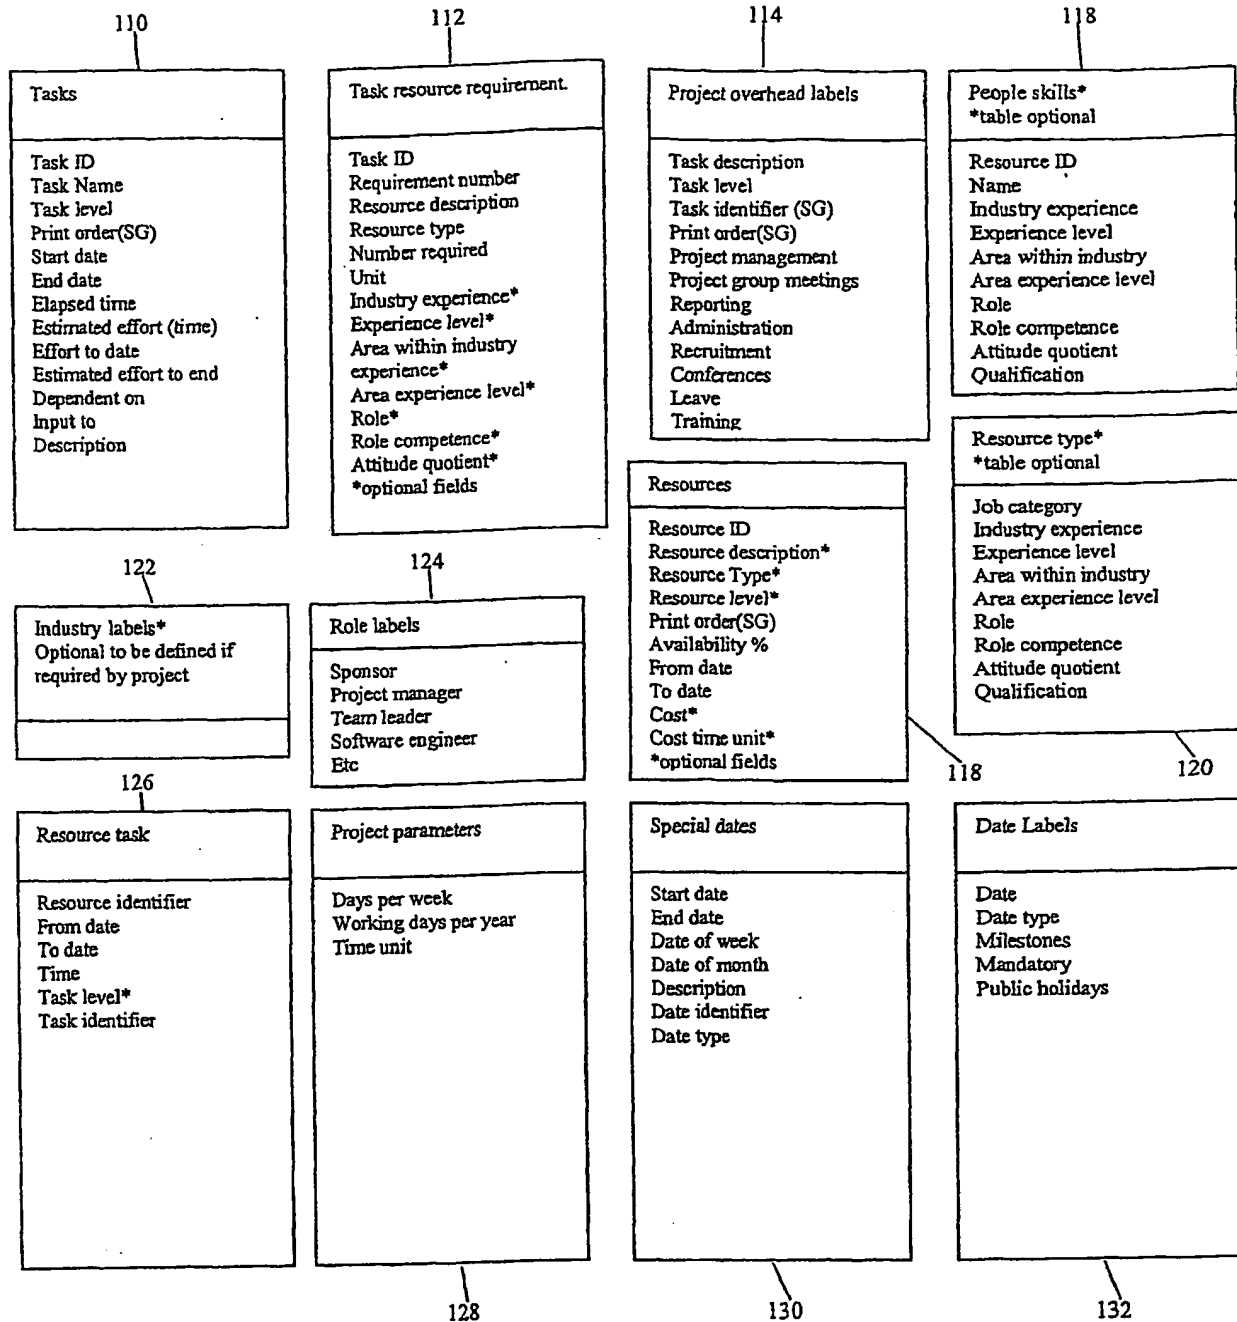 110
Tasks
Task ID
Task Name
Task level
Print order(SG)
Start date
End date
Elapsed time
Estimated effort (time)
Effort to date
Estimated effort to end
Dependent on
Input to
Description
112
Task resource requirement.
Task ID
Requirement number
Resource description
Resource type
Number required
Unit
Industry experience*
Experience level*
Area within industry
experience*
Area experience level*
Role*
Role competence*
Attitude quotient*
*optional fields
114
Project overhead labels
Task description
Task level
Task identifier (SG)
Print order(SG)
Project management
Project group meetings
Reporting
Administration
Recruitment
Conferences
Leave
Training
118
People skills*
*table optional
Resource ID
Name
Industry experience
Experience level
Area within industry
Area experience level
Role
Role competence
Attitude quotient
Qualification
122
Industry labels*
Optional to be defined if
required by project
124
Role labels
Sponsor
Project manager
Team leader
Software engineer
Etc
Resources
Resource ID
Resource description*
Resource Type*
Resource level*
Print order(SG)
Availability %
From date
To date
Cost*
Cost time unit*
*optional fields
118
Resource type*
*table optional
Job category
Industry experience
Experience level
Area within industry
Area experience level
Role
Role competence
Attitude quotient
Qualification
120
126
Resource task
Resource identifier
From date
To date
Time
Task level*
Task identifier
Project parameters
Days per week
Working days per year
Time unit
128
Special dates
Start date
End date
Date of week
Date of month
Description
Date identifier
Date type
130
Date Labels
Date
Date type
Milestones
Mandatory
Public holidays
132